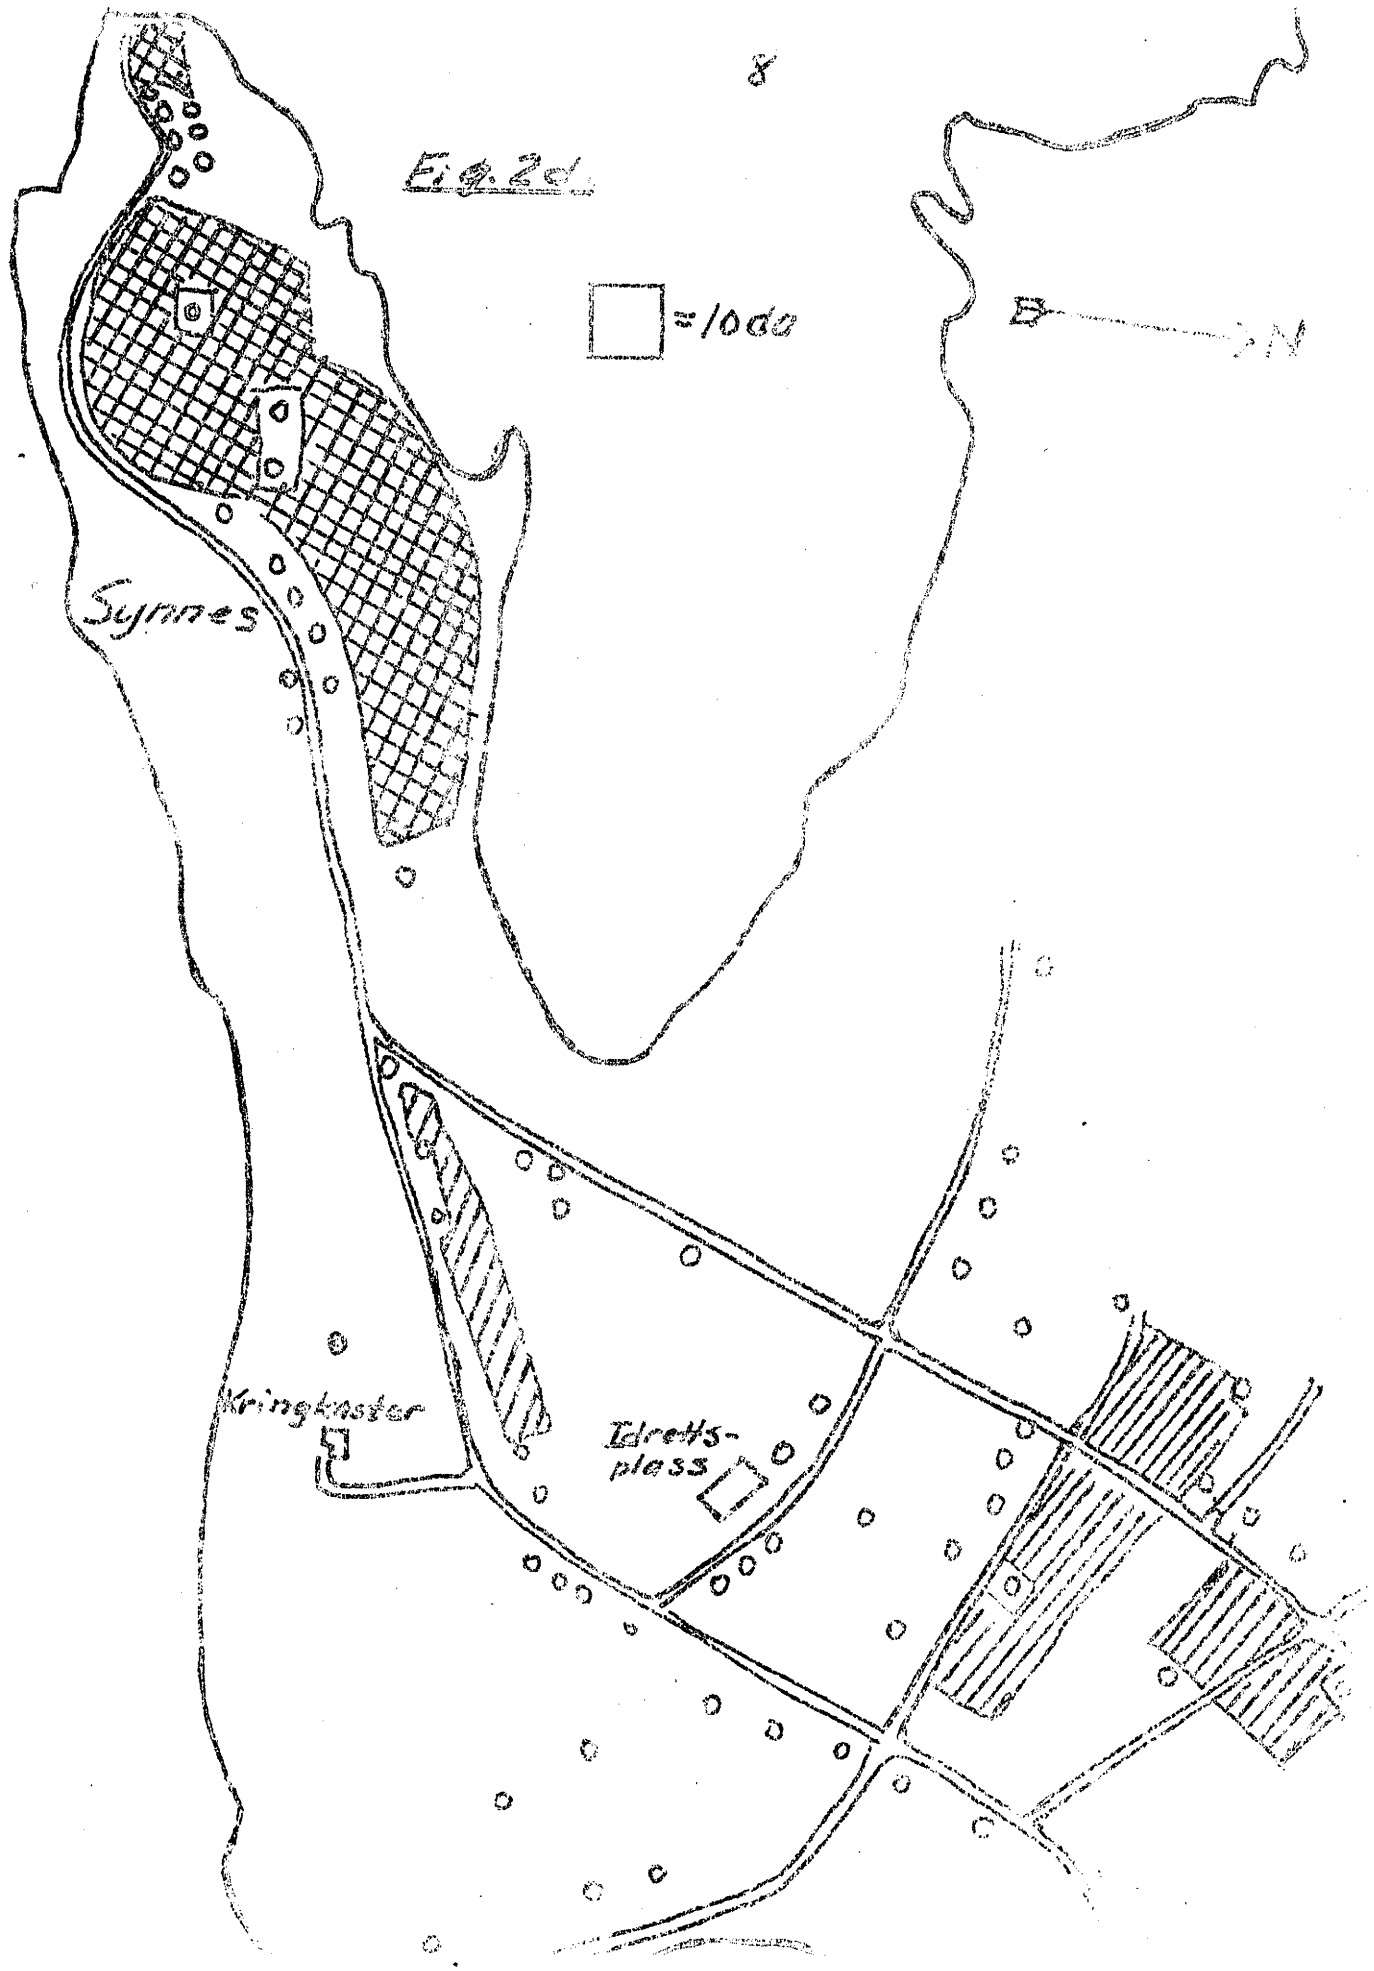 8
Fig. 2d.
= 10 da
N
Synnes
Kringkaster
Idretts-
plass